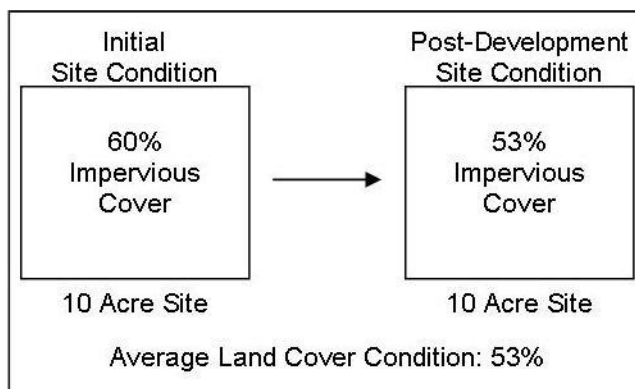 Initial
Site Condition
60%
Impervious
Cover
10 Acre Site
Post-Development
Site Condition
53%
Impervious
Cover
10 Acre Site
Average Land Cover Condition: 53%